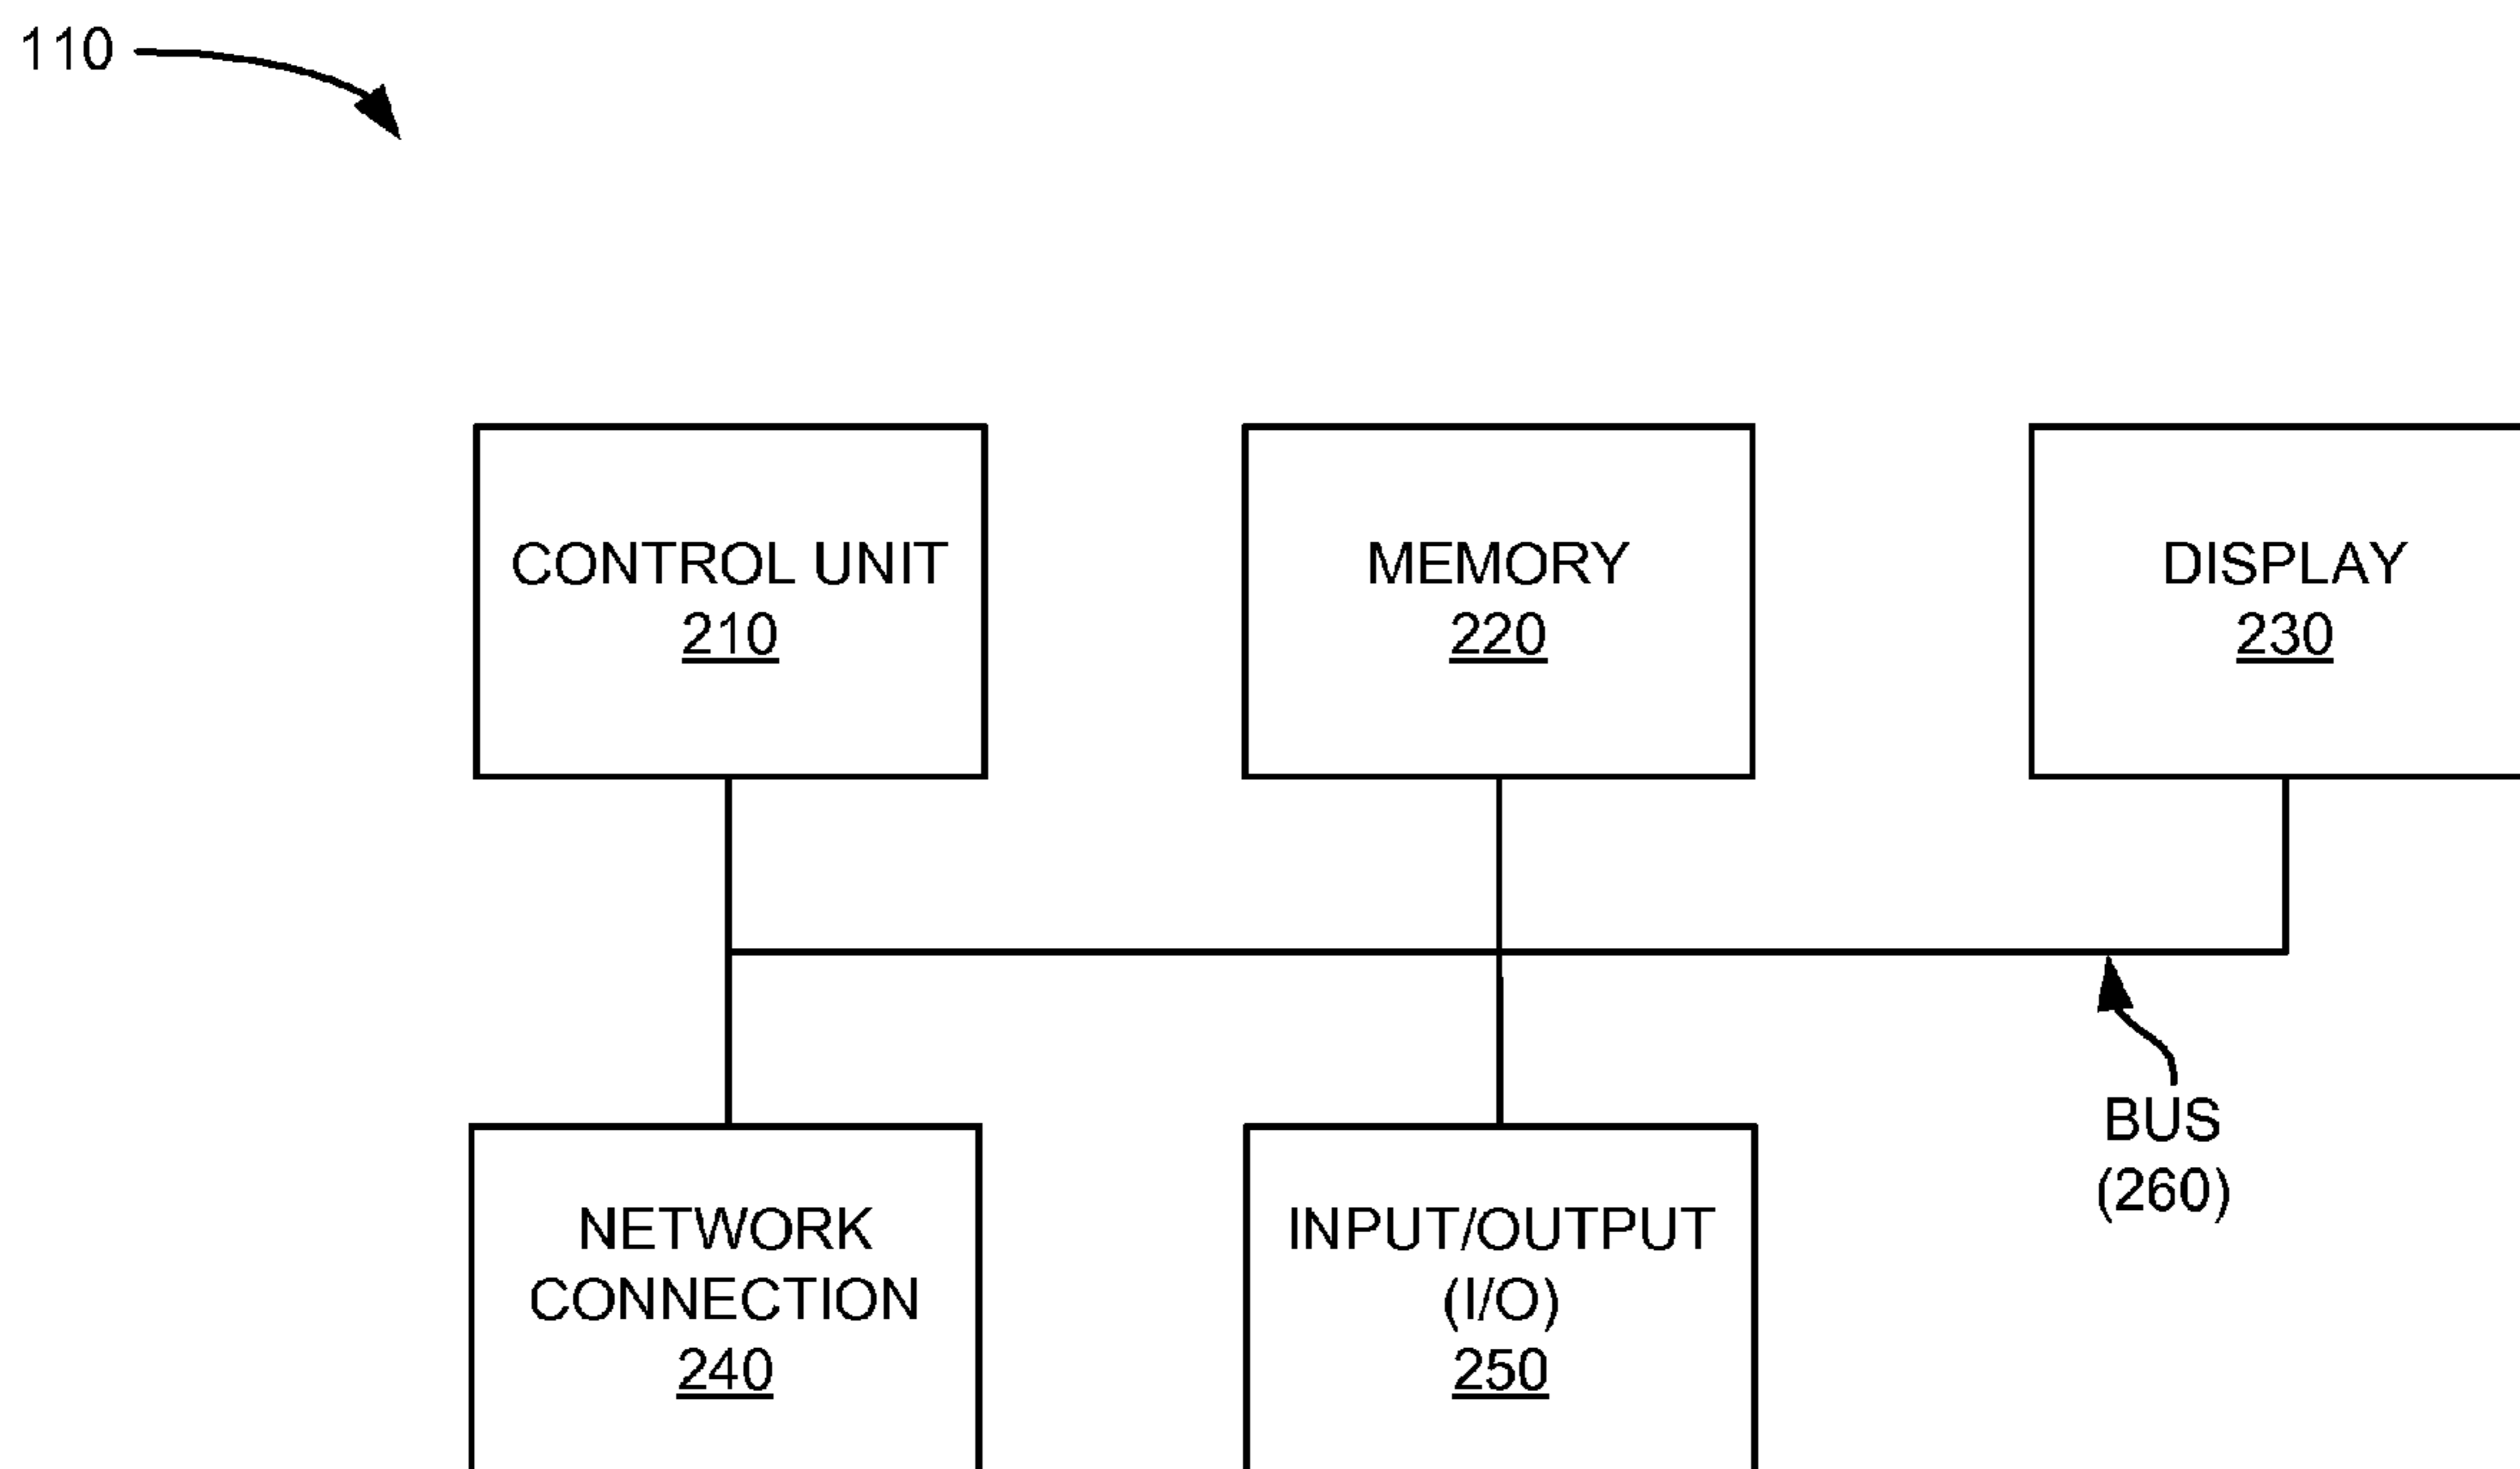 110
CONTROL UNIT
210
MEMORY
220
DISPLAY
230
BUS
(260)
NETWORK
CONNECTION
240
INPUT/OUTPUT
(I/O)
250